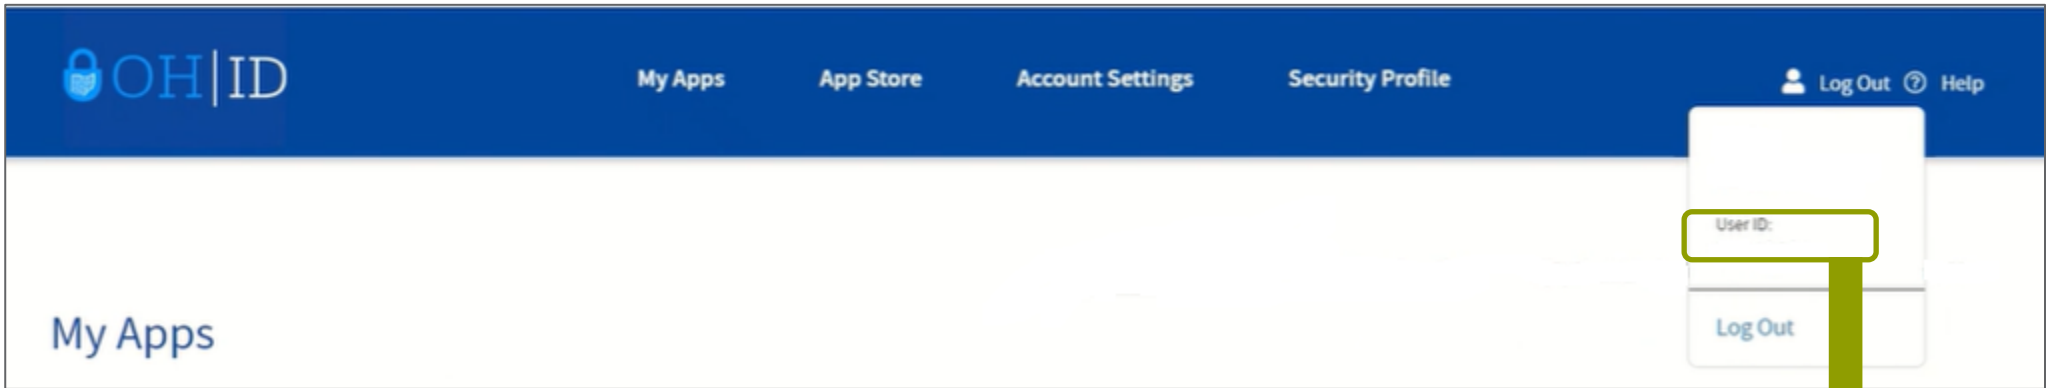 OH|ID
My Apps App Store Account Settings Security Profile Log Out Help
User ID:
Log Out
My Apps